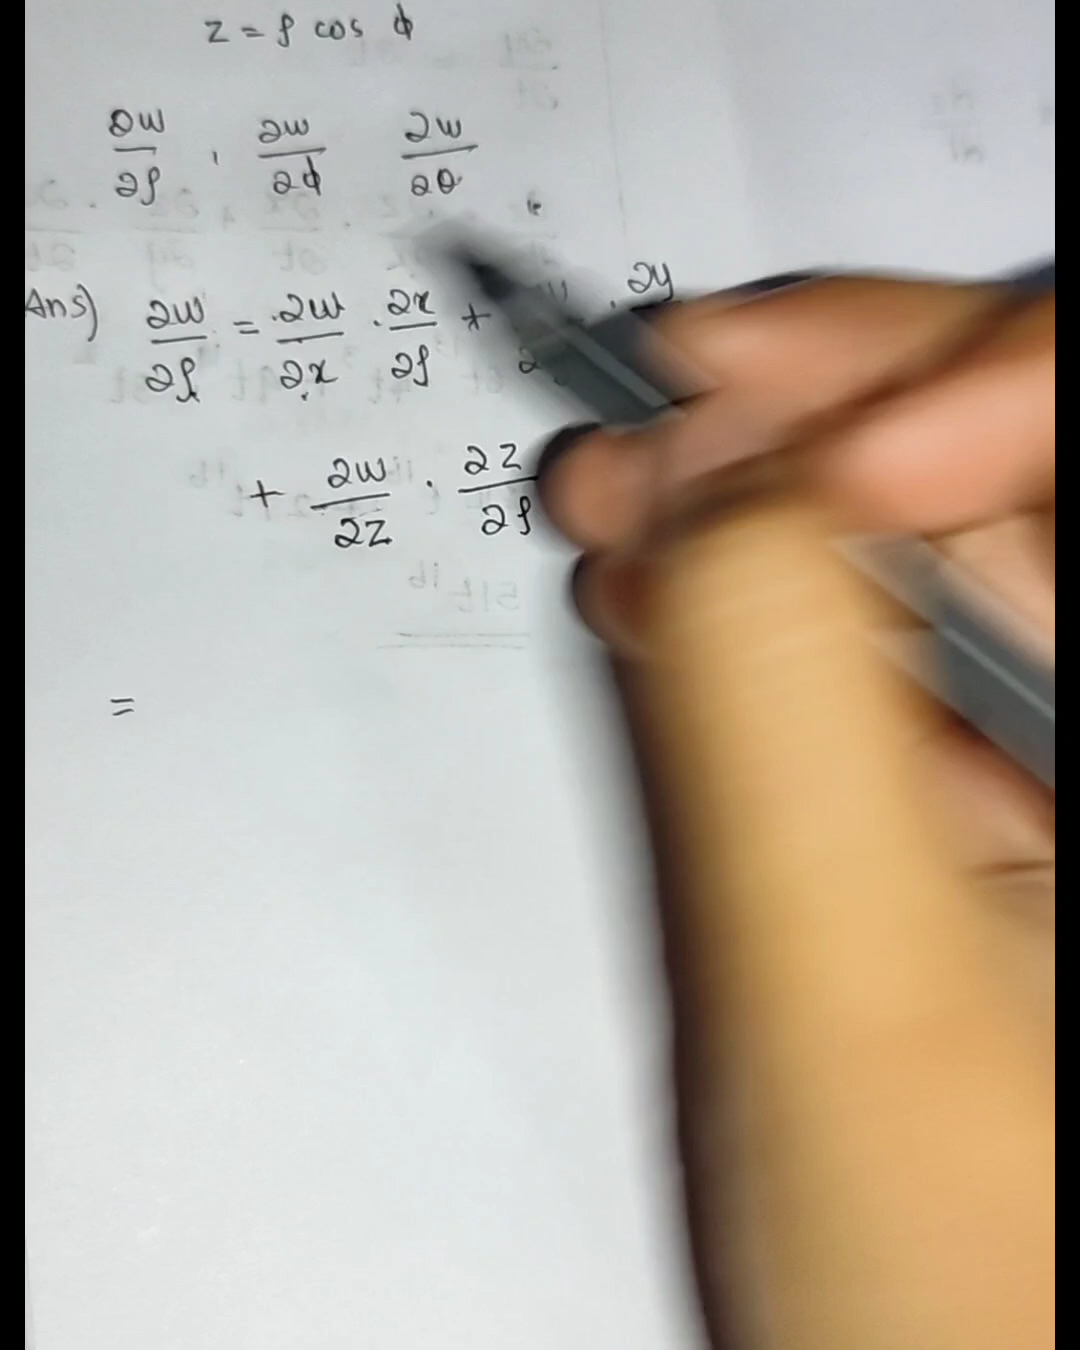 z = ρ cos ϕ
∂w/∂ρ , ∂w/∂ϕ ∂w/∂θ
Ans) ∂w/∂ρ = ∂w/∂x · ∂x/∂ρ + · ∂y
+ ∂w/∂z · ∂z/∂ρ
=